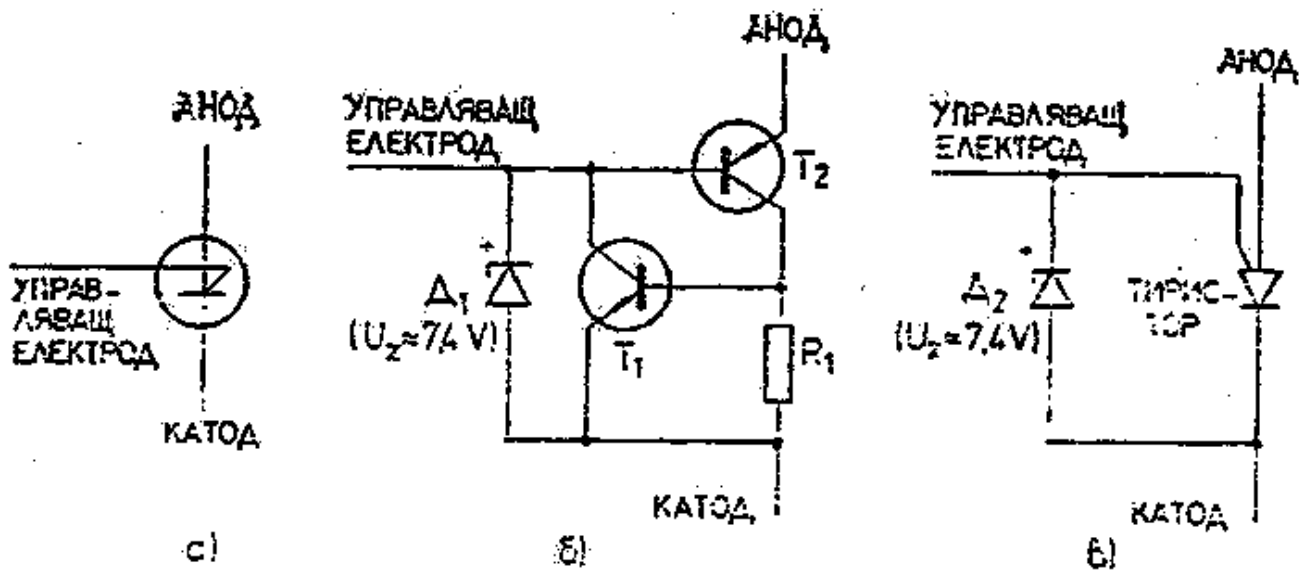 АНОД
УПРАВ-
ЛЯВАЩ
ЕЛЕКТРОД
КАТОД
а)
АНОД
УПРАВЛЯВАЩ
ЕЛЕКТРОД
T2
+
Д1
(Uz≈7,4V)
T1
R1
КАТОД
б)
АНОД
УПРАВЛЯВАЩ
ЕЛЕКТРОД
+
Д2
(Uz≈7,4V)
ТИРИС-
ТОР
КАТОД
в)